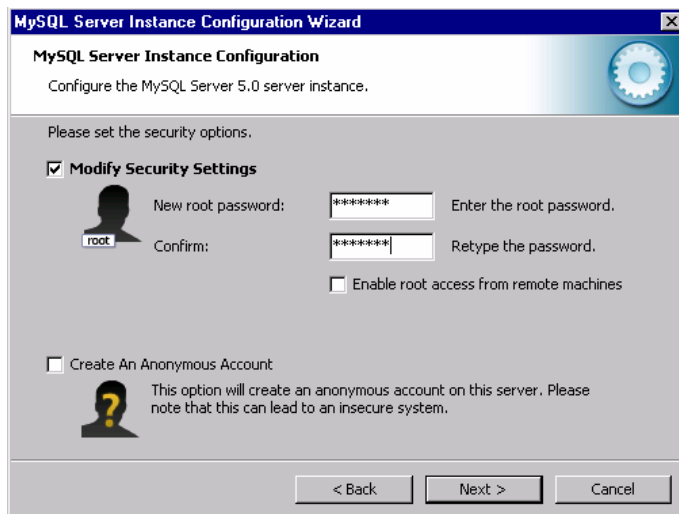 MySQL Server Instance Configuration Wizard
MySQL Server Instance Configuration
Configure the MySQL Server 5.0 server instance.
Please set the security options.
Modify Security Settings
root
New root password: ******* Enter the root password.
Confirm: ******* Retype the password.
Enable root access from remote machines
Create An Anonymous Account
?
This option will create an anonymous account on this server. Please
note that this can lead to an insecure system.
< Back Next > Cancel